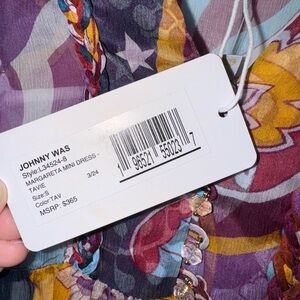 JOHNNY WAS
Style:L34524-8
MARGARETA MINI DRESS -
TAVIE
Size:S 3/24
Color:TAV
MSRP: $365
1 96521 55023 7